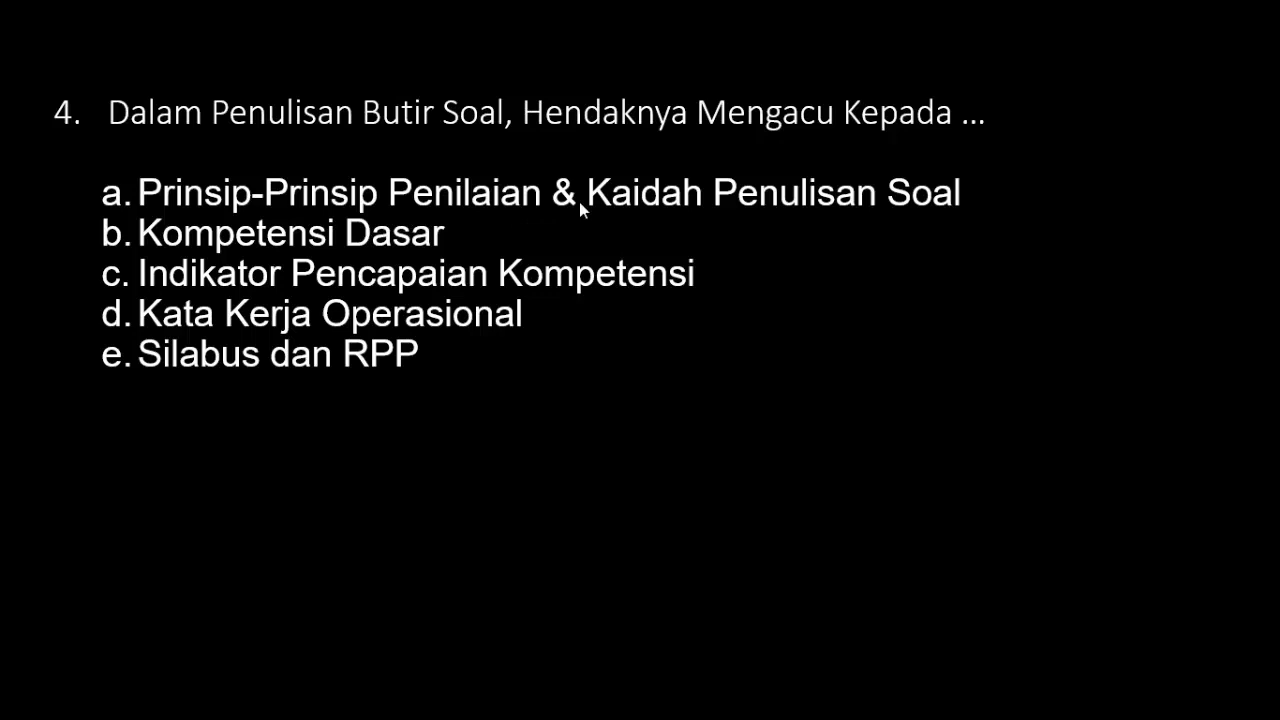 4. Dalam Penulisan Butir Soal, Hendaknya Mengacu Kepada ...
a. Prinsip-Prinsip Penilaian & Kaidah Penulisan Soal
b. Kompetensi Dasar
c. Indikator Pencapaian Kompetensi
d. Kata Kerja Operasional
e. Silabus dan RPP